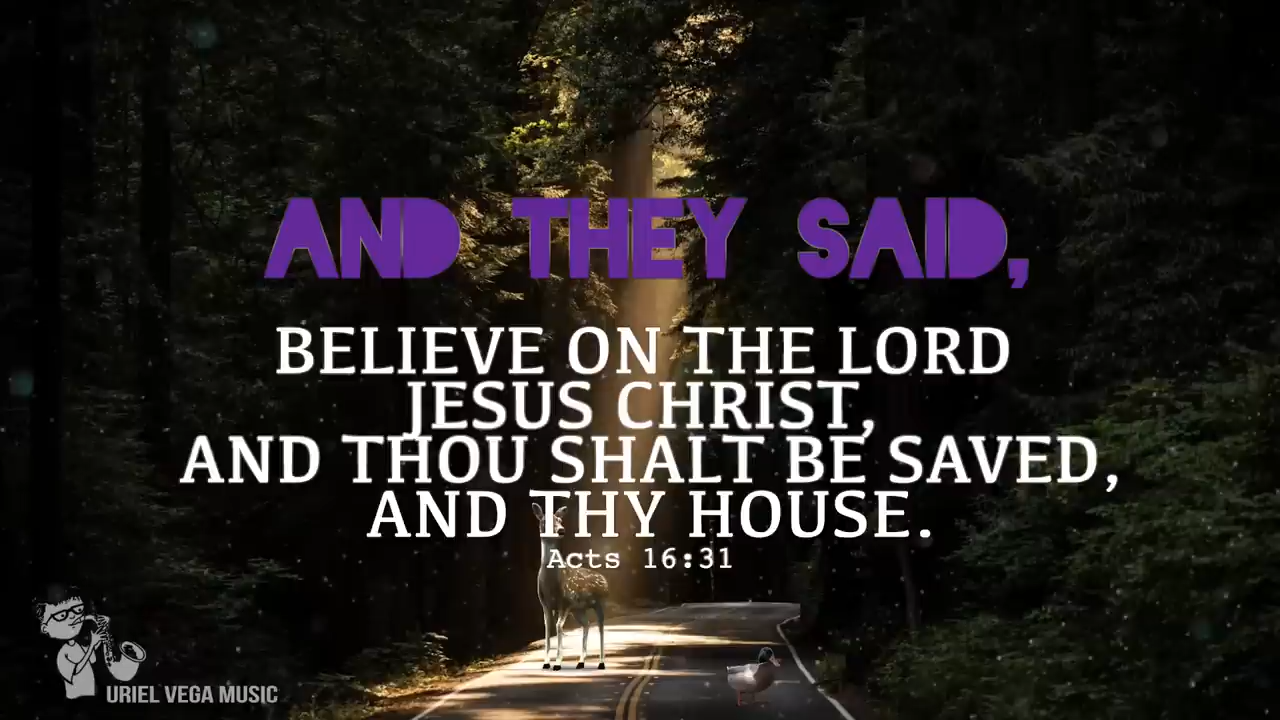 AND THEY SAID,
BELIEVE ON THE LORD
JESUS CHRIST,
AND THOU SHALT BE SAVED,
AND THY HOUSE.
Acts 16:31
URIEL VEGA MUSIC